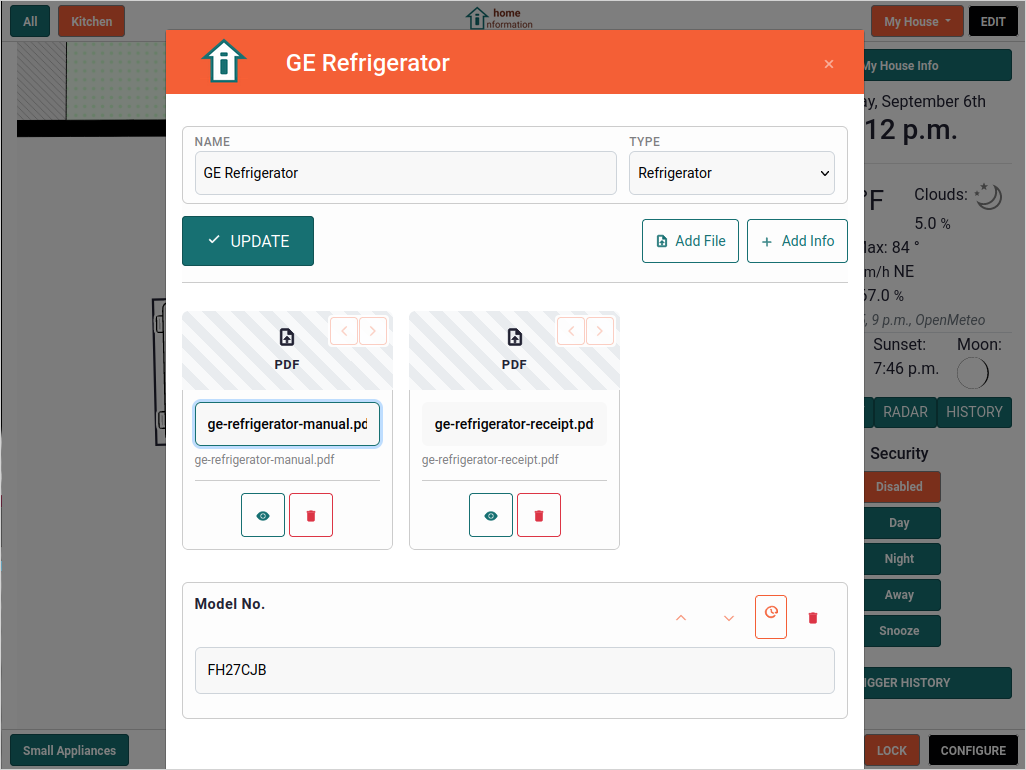 All
Kitchen
home
nformation
My House
EDIT
GE Refrigerator
×
My House Info
NAME
TYPE
GE Refrigerator
Refrigerator
ay, September 6th
12 p.m.
UPDATE
Add File
+ Add Info
°F
Clouds:
5.0 %
Max: 84 °
m/h NE
67.0 %
, 9 p.m., OpenMeteo
PDF
PDF
Sunset:
Moon:
7:46 p.m.
ge-refrigerator-manual.pd
ge-refrigerator-receipt.pd
RADAR
HISTORY
ge-refrigerator-manual.pdf
ge-refrigerator-receipt.pdf
Security
Disabled
Day
Night
Away
Snooze
Model No.
FH27CJB
IGGER HISTORY
Small Appliances
LOCK
CONFIGURE